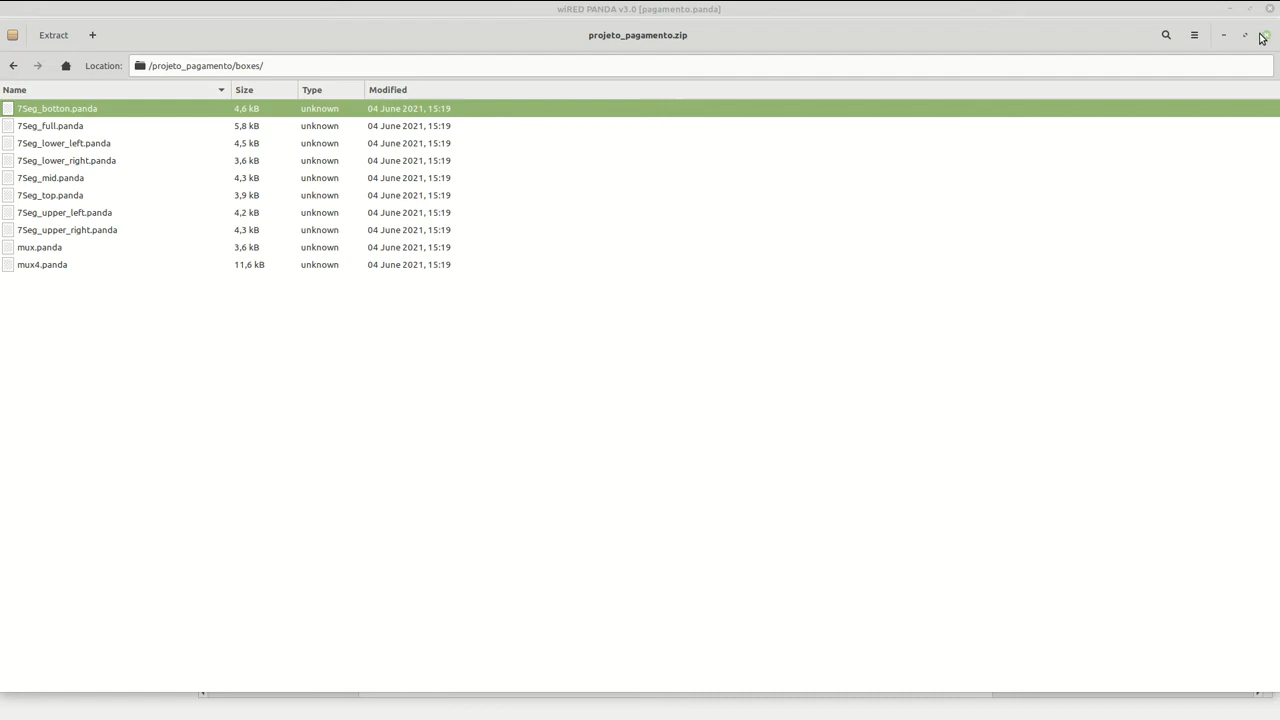 wiRED PANDA v3.0 [pagamento.panda]
Extract
projeto_pagamento.zip
Location: /projeto_pagamento/boxes/
Name Size Type Modified
7Seg_botton.panda 4,6 kB unknown 04 June 2021, 15:19
7Seg_full.panda 5,8 kB unknown 04 June 2021, 15:19
7Seg_lower_left.panda 4,5 kB unknown 04 June 2021, 15:19
7Seg_lower_right.panda 3,6 kB unknown 04 June 2021, 15:19
7Seg_mid.panda 4,3 kB unknown 04 June 2021, 15:19
7Seg_top.panda 3,9 kB unknown 04 June 2021, 15:19
7Seg_upper_left.panda 4,2 kB unknown 04 June 2021, 15:19
7Seg_upper_right.panda 4,3 kB unknown 04 June 2021, 15:19
mux.panda 3,6 kB unknown 04 June 2021, 15:19
mux4.panda 11,6 kB unknown 04 June 2021, 15:19